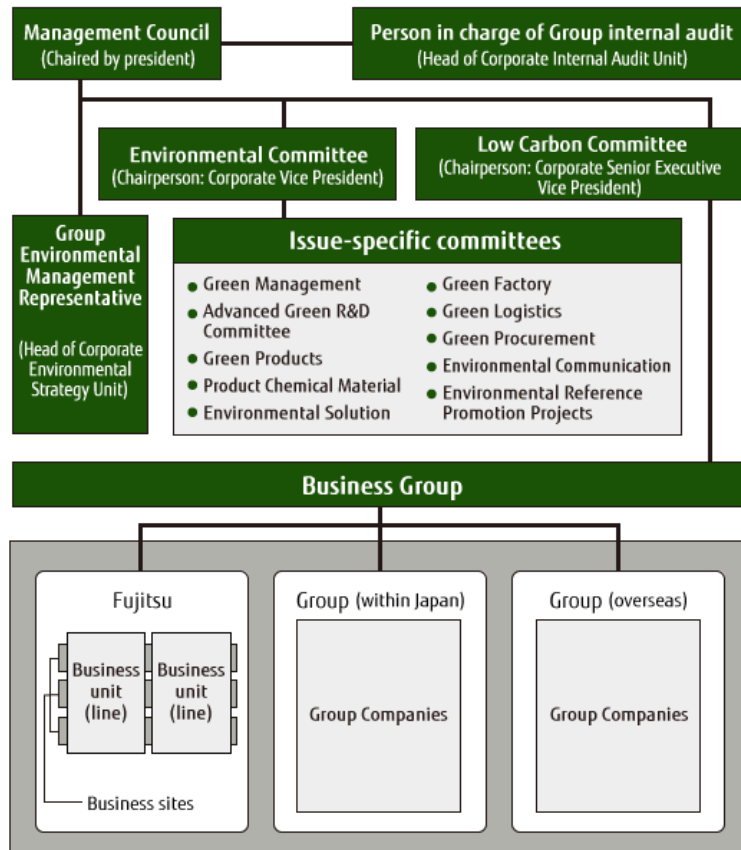 Management Council
(Chaired by president)
Person in charge of Group internal audit
(Head of Corporate Internal Audit Unit)
Environmental Committee
(Chairperson: Corporate Vice President)
Low Carbon Committee
(Chairperson: Corporate Senior Executive
Vice President)
Group
Environmental
Management
Representative
(Head of Corporate
Environmental
Strategy Unit)
Issue-specific committees
Green Management
Advanced Green R&D
Committee
Green Products
Product Chemical Material
Environmental Solution
Green Factory
Green Logistics
Green Procurement
Environmental Communication
Environmental Reference
Promotion Projects
Business Group
Fujitsu
Business
unit
(line)
Business
unit
(line)
Business sites
Group (within Japan)
Group Companies
Group (overseas)
Group Companies